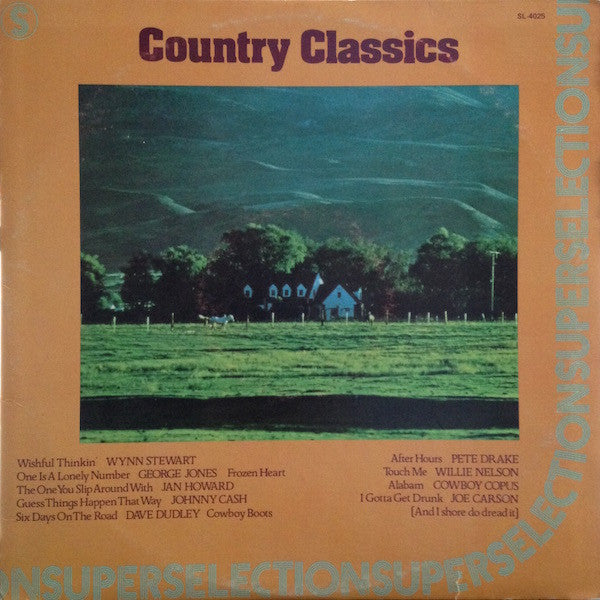 S
SL-4025
Country Classics
Wishful Thinkin' WYNN STEWART
One Is A Lonely Number GEORGE JONES Frozen Heart
The One You Slip Around With JAN HOWARD
Guess Things Happen That Way JOHNNY CASH
Six Days On The Road DAVE DUDLEY Cowboy Boots
After Hours PETE DRAKE
Touch Me WILLIE NELSON
Alabam COWBOY COPUS
I Gotta Get Drunk JOE CARSON
[And I shore do dread it]
ONSUPERSELECTIONSUPERSELECTIONSUPERSELECTIONSU